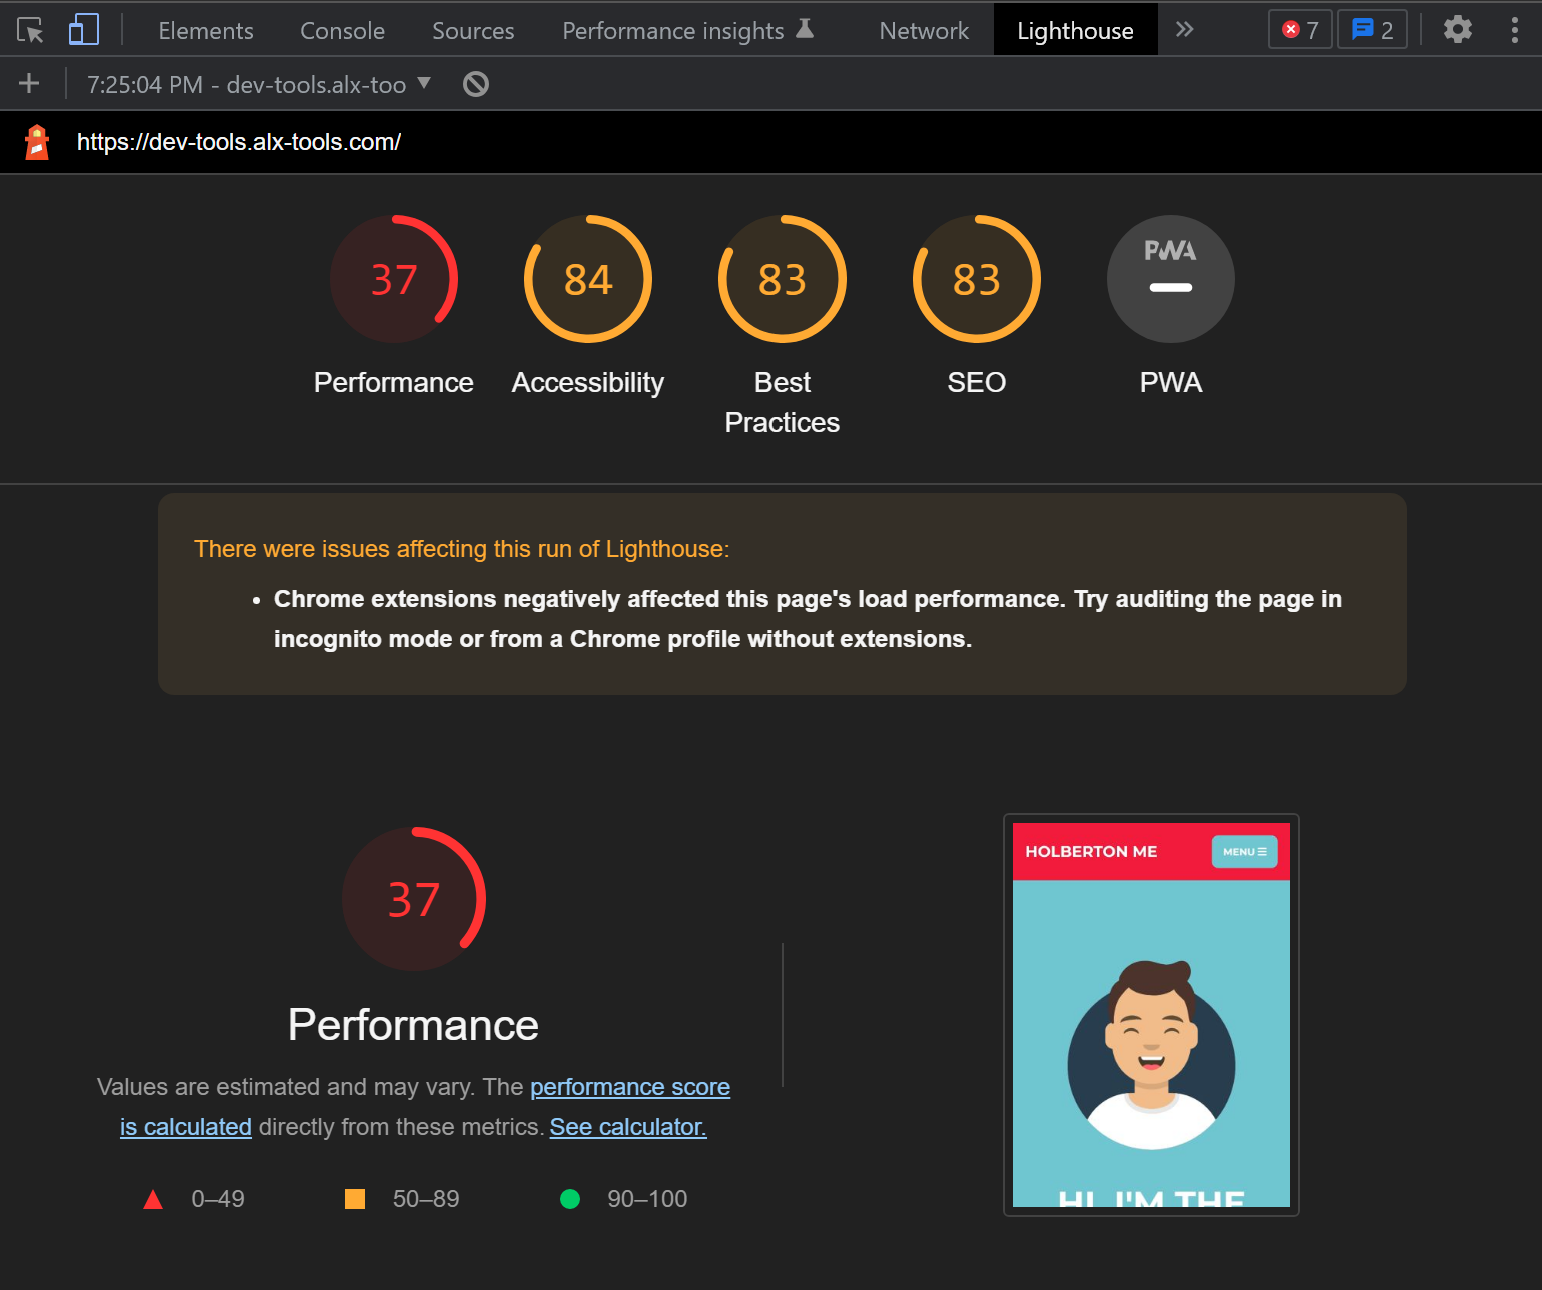 Elements Console Sources Performance insights Network Lighthouse 7 2
7:25:04 PM - dev-tools.alx-too
https://dev-tools.alx-tools.com/
37 84 83 83 PWA
Performance Accessibility Best Practices SEO PWA
There were issues affecting this run of Lighthouse:
• Chrome extensions negatively affected this page's load performance. Try auditing the page in
incognito mode or from a Chrome profile without extensions.
37
Performance
Values are estimated and may vary. The performance score
is calculated directly from these metrics. See calculator.
0–49 50–89 90–100
HOLBERTON ME MENU
HI, I'M THE